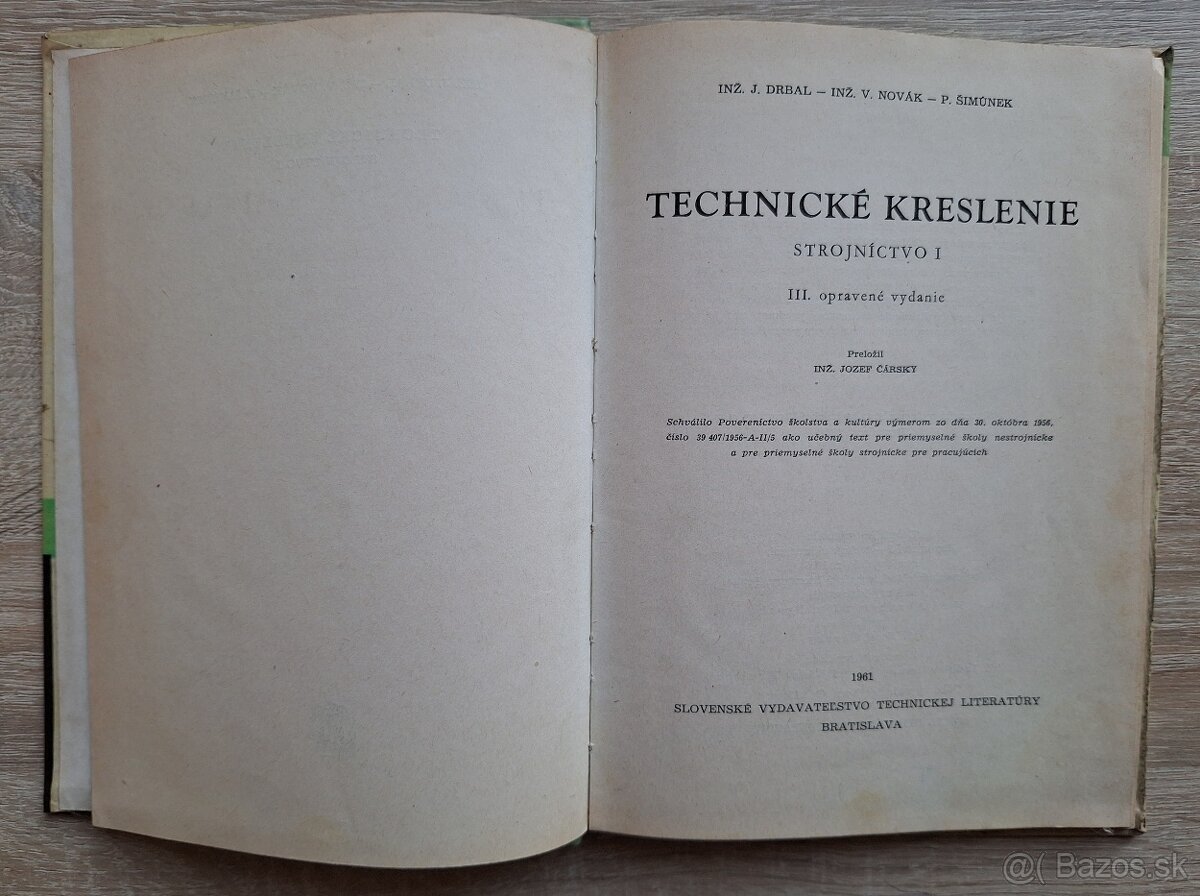 INŽ. J. DRBAL — INŽ. V. NOVÁK — P. ŠIMŮNEK
TECHNICKÉ KRESLENIE
STROJNÍCTVO I
III. opravené vydanie
Preložil
INŽ. JOZEF ČÁRSKY
Schválilo Povereníctvo školstva a kultúry výmerom zo dňa 30. októbra 1956,
číslo 39 407/1956-A-II/5 ako učebný text pre priemyselné školy nestrojnícke
a pre priemyselné školy strojnícke pre pracujúcich
1961
SLOVENSKÉ VYDAVATEĽSTVO TECHNICKEJ LITERATÚRY
BRATISLAVA
@( Bazos.sk